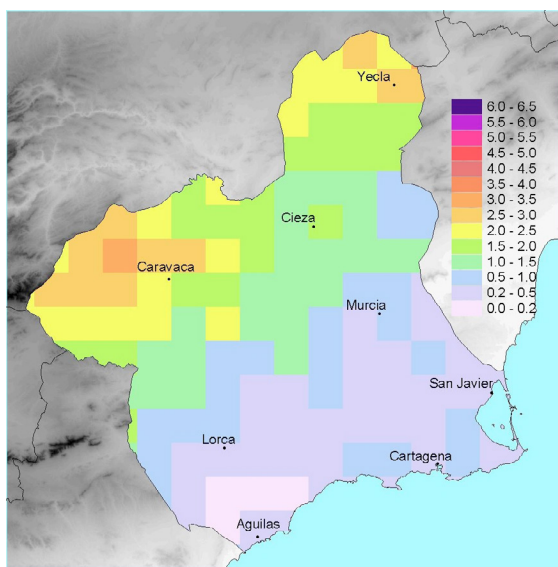 Yecla
6.0 - 6.5
5.5 - 6.0
5.0 - 5.5
4.5 - 5.0
4.0 - 4.5
3.5 - 4.0
3.0 - 3.5
2.5 - 3.0
2.0 - 2.5
1.5 - 2.0
1.0 - 1.5
0.5 - 1.0
0.2 - 0.5
0.0 - 0.2
Cieza
Caravaca
Murcia
San Javier
Lorca
Cartagena
Aguilas